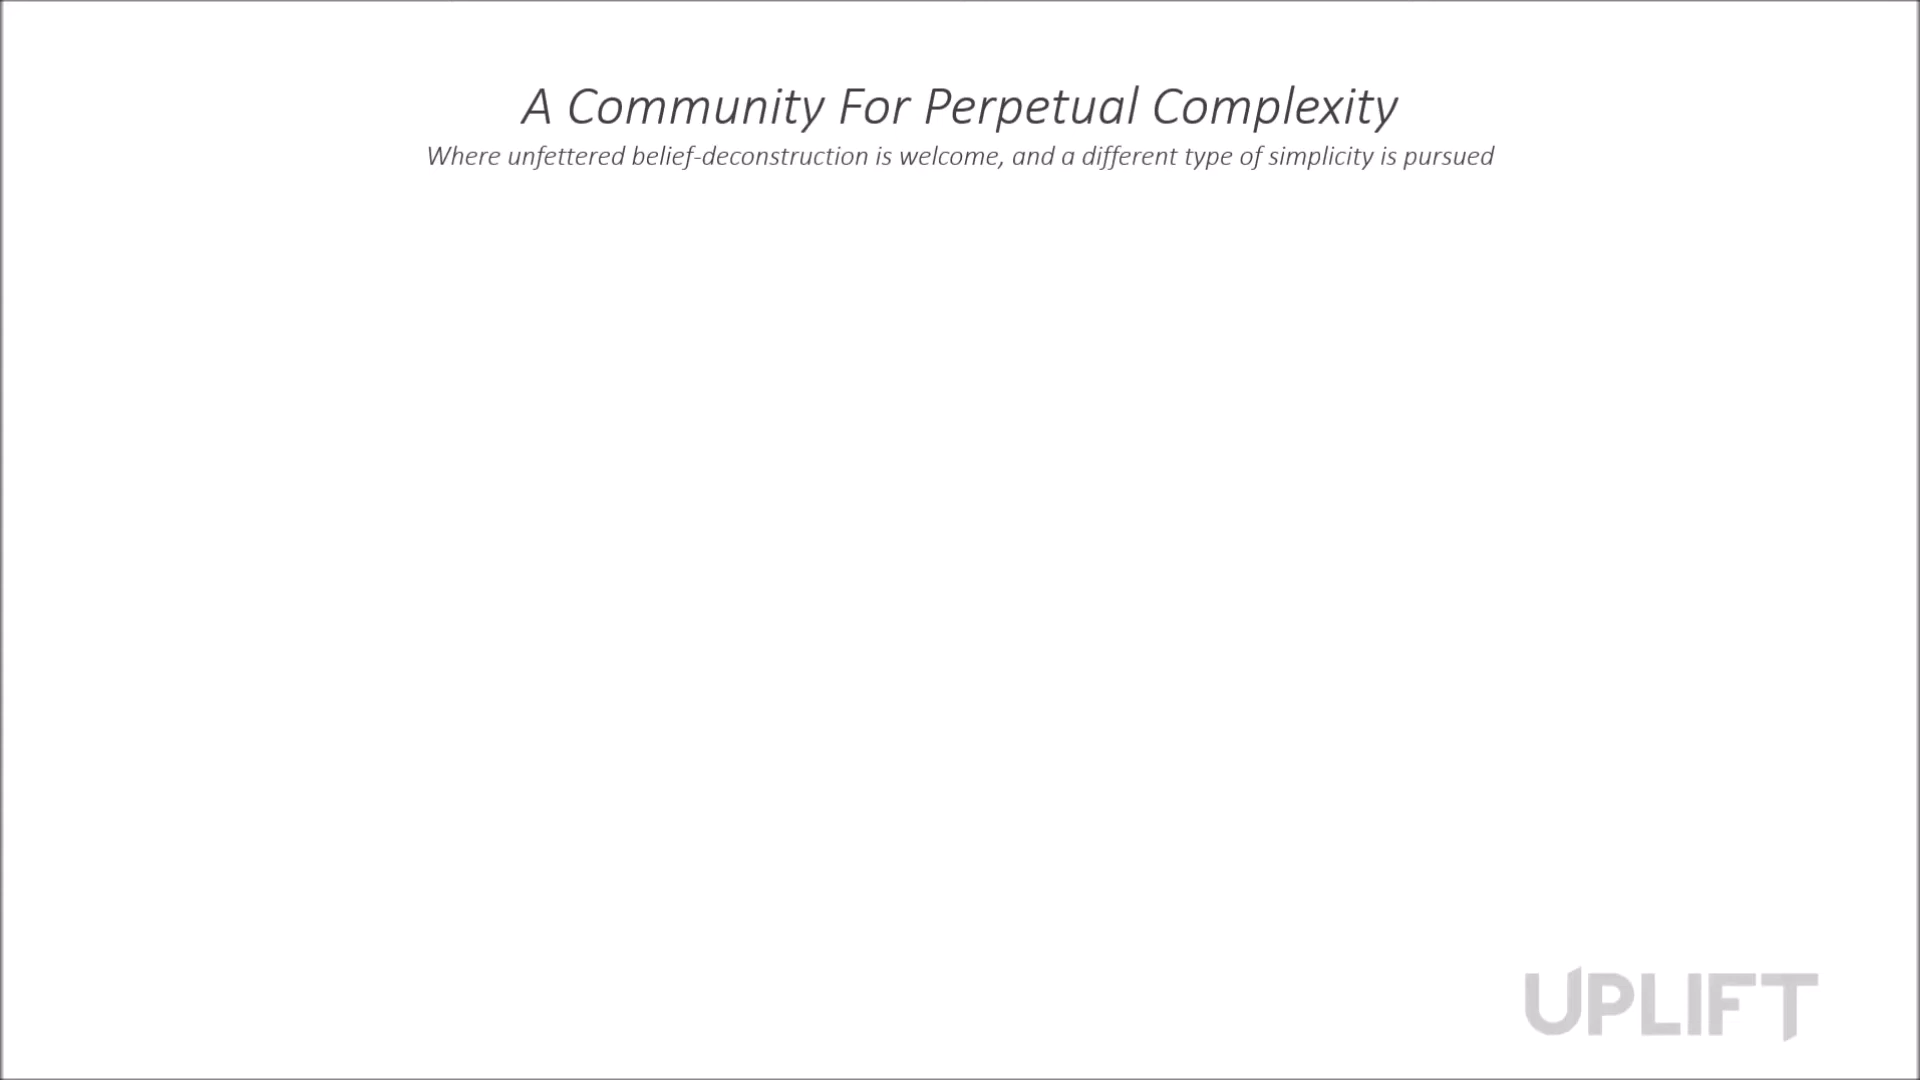 A Community For Perpetual Complexity
Where unfettered belief-deconstruction is welcome, and a different type of simplicity is pursued
UPLIFT